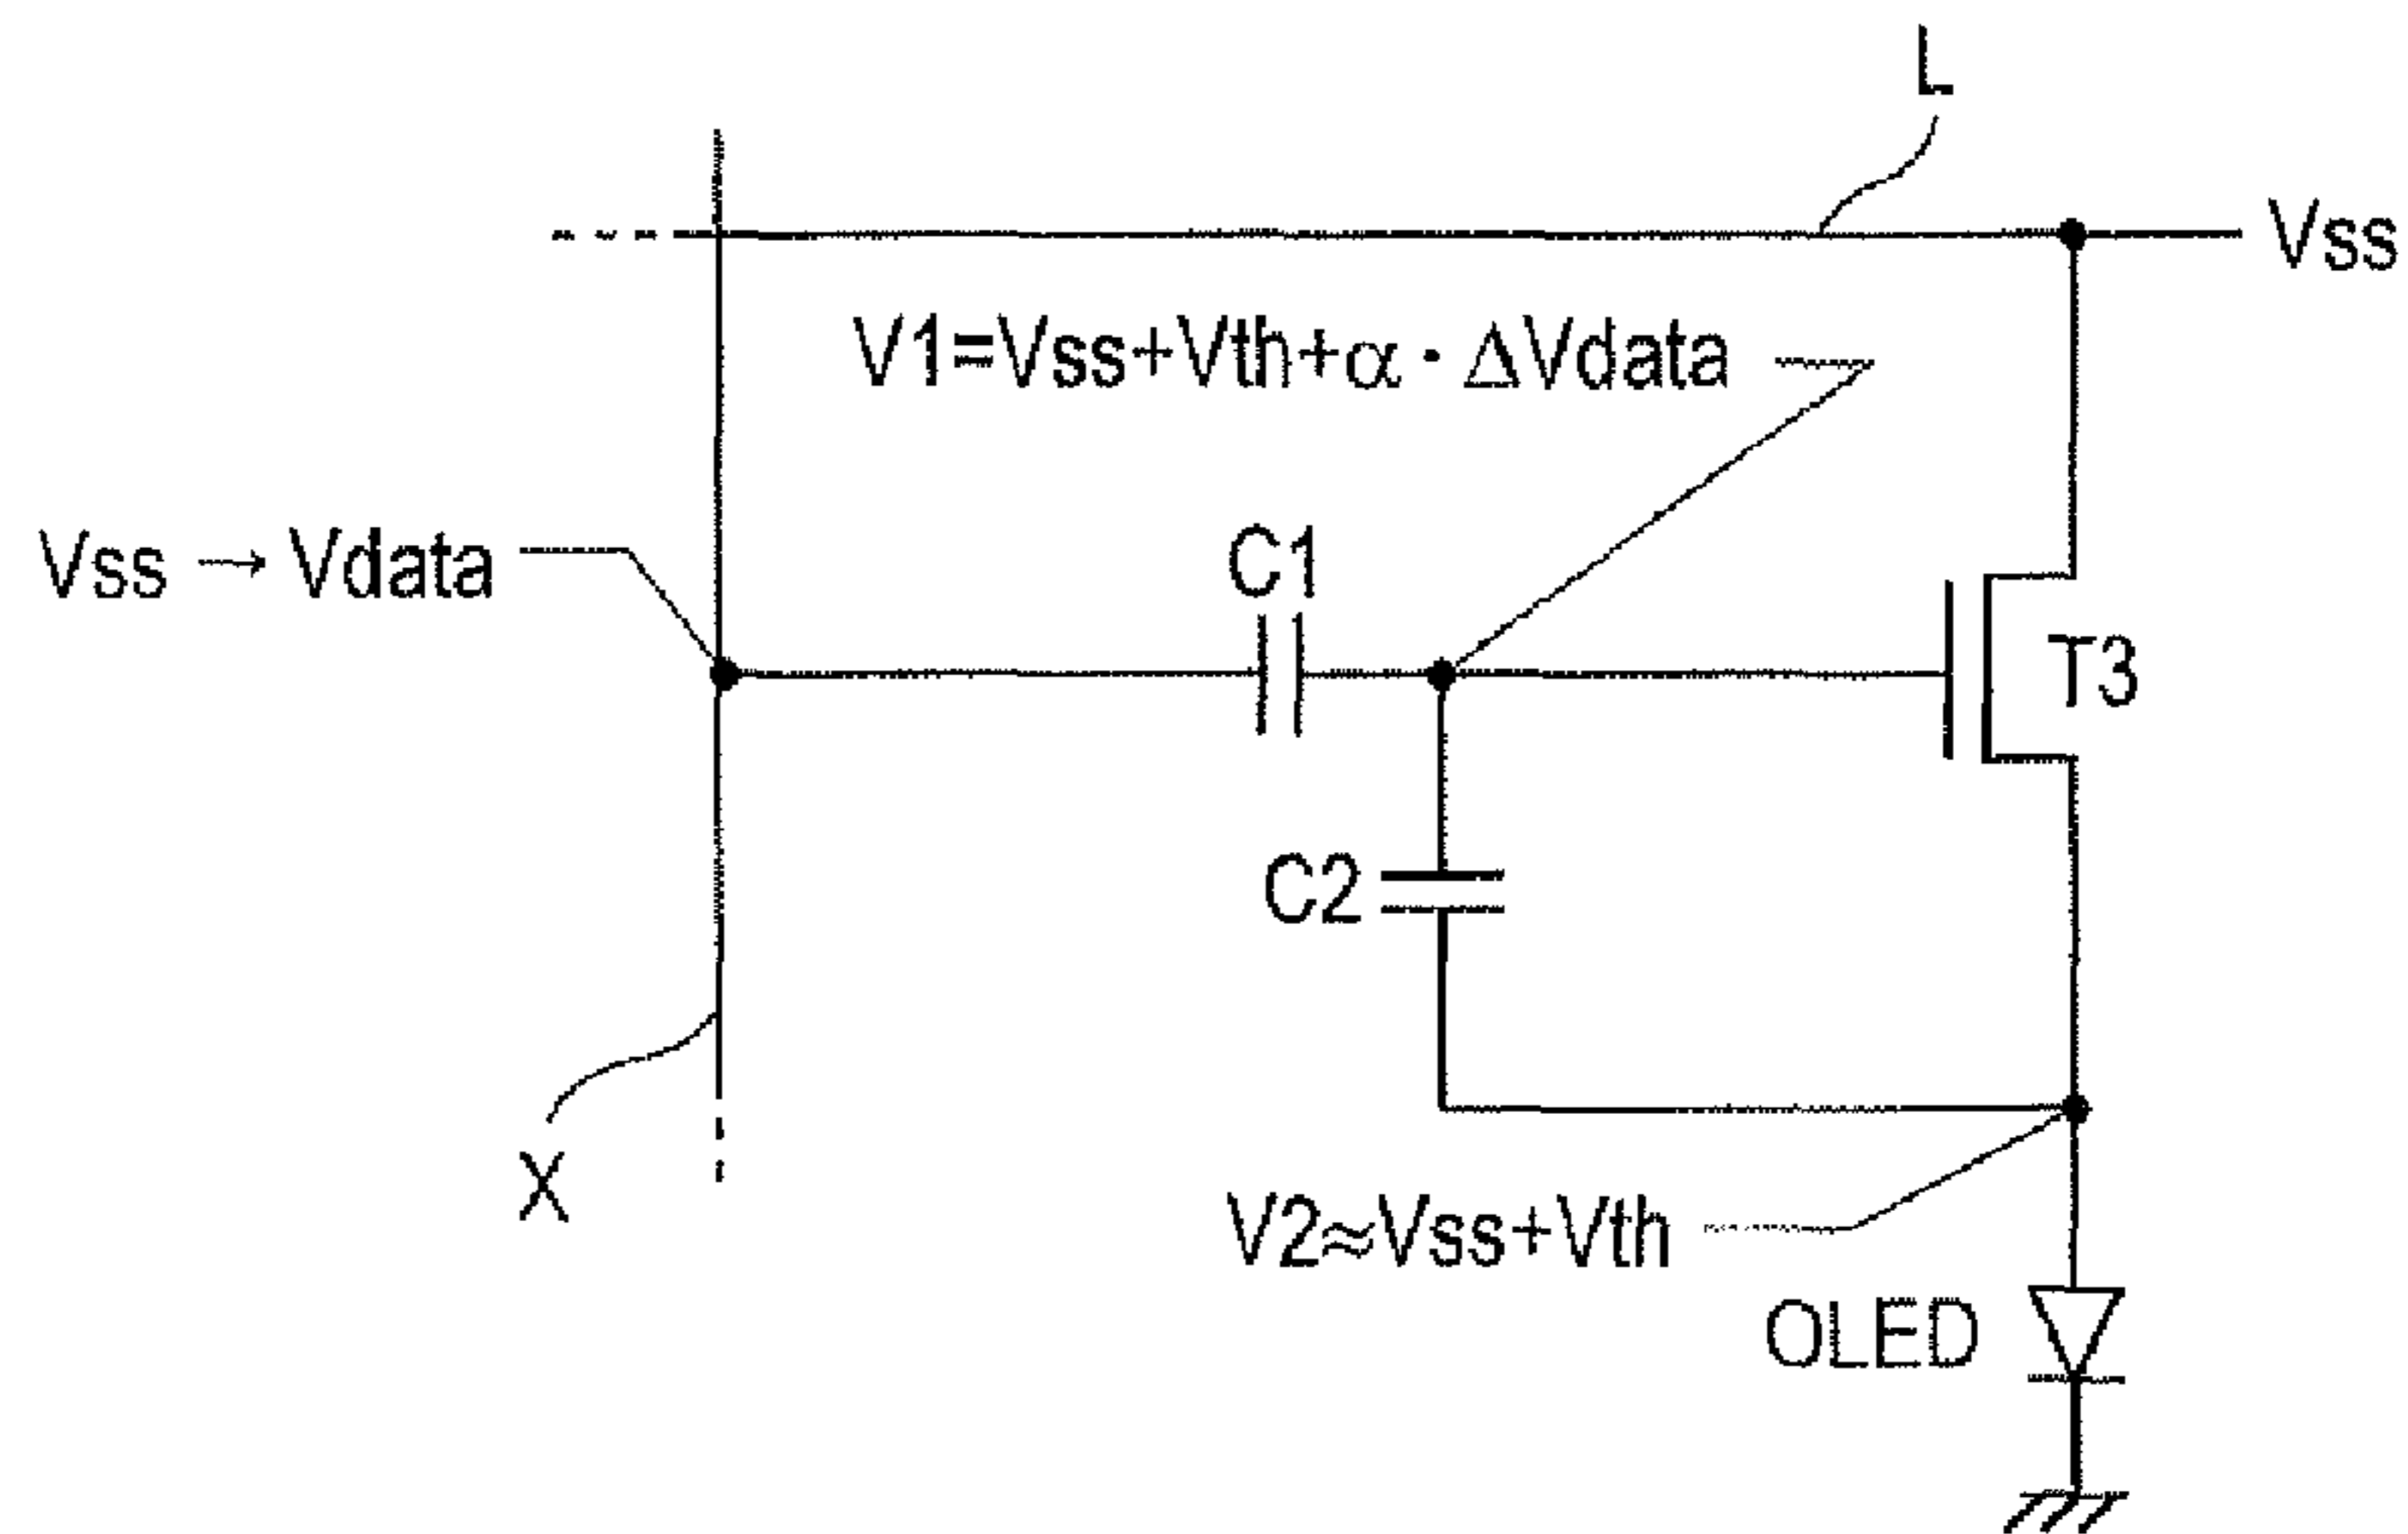 L
Vss
V1=Vss+Vth+α·ΔVdata
Vss → Vdata
C1
T3
C2
X
V2≈Vss+Vth
OLED